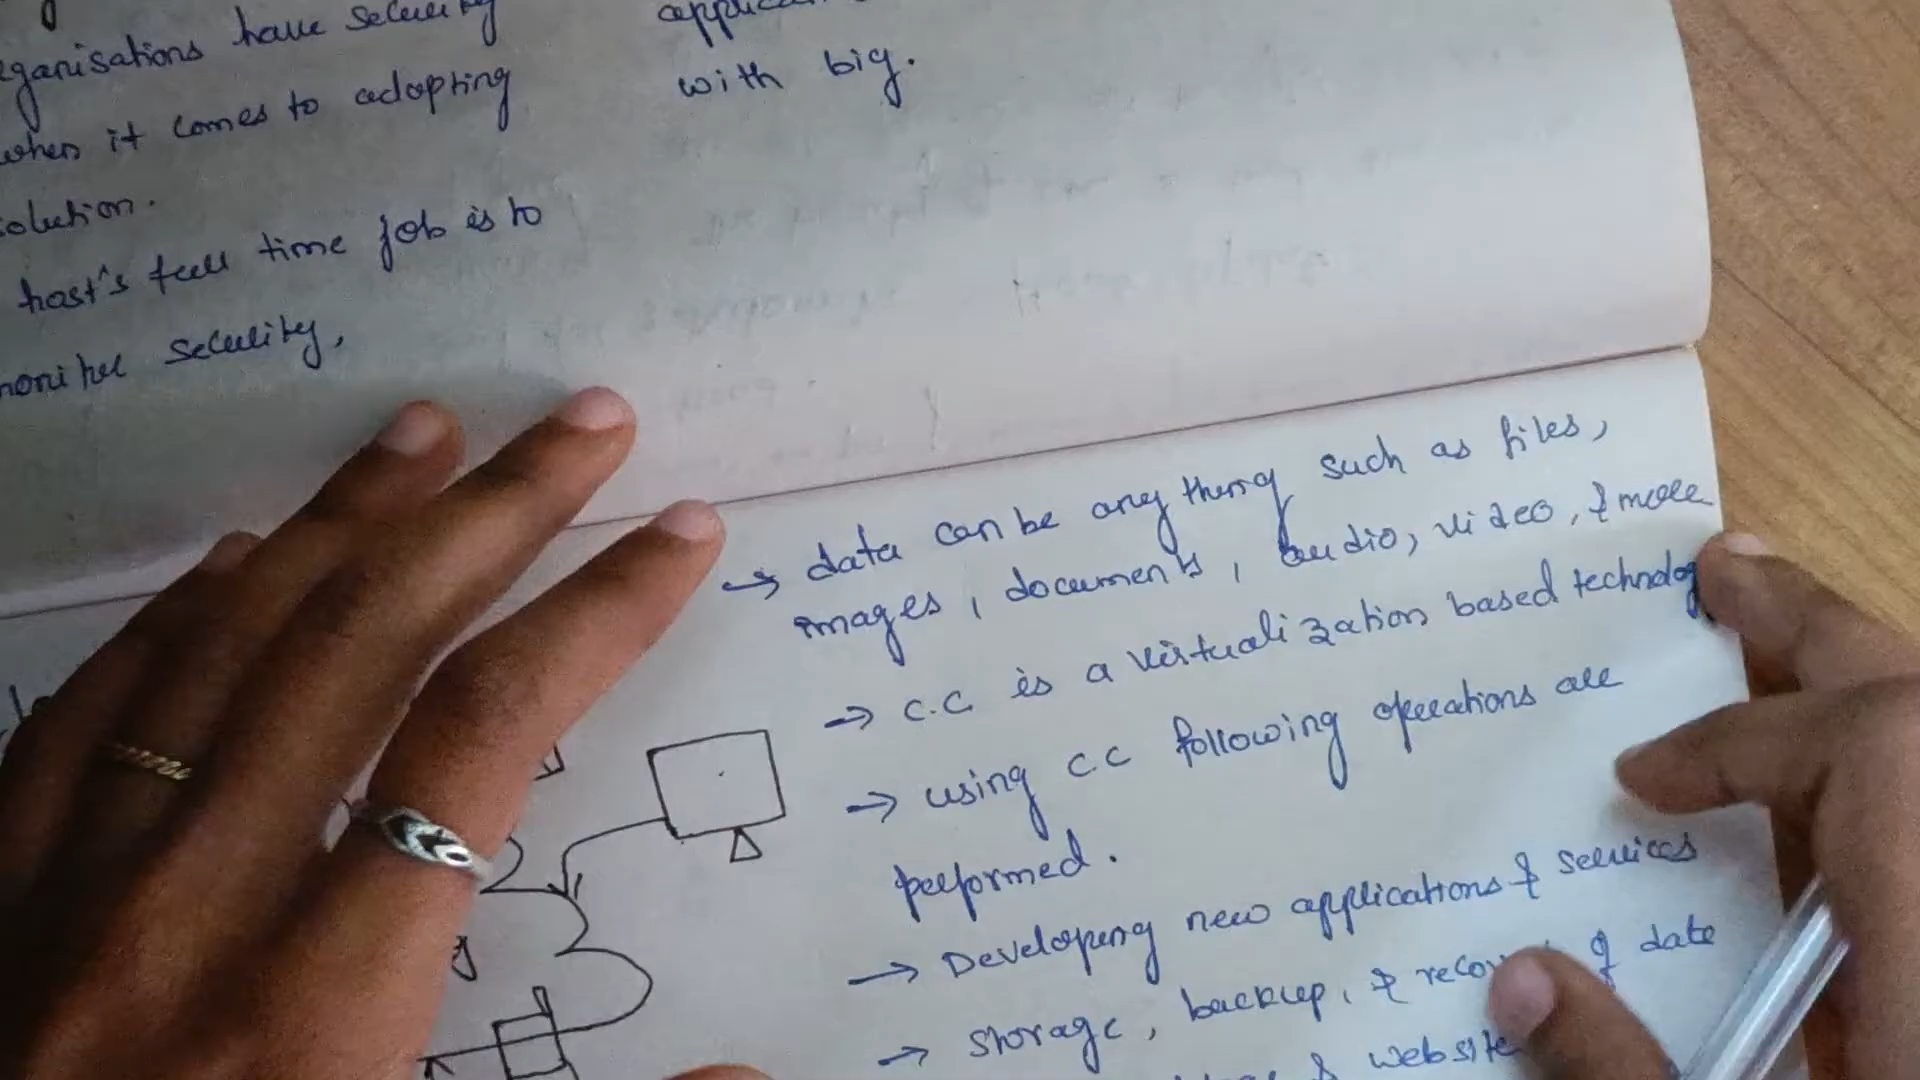 organisations have security
when it comes to adopting
solution.
host's full time job is to
monitor security,
with big.
→ data can be any thing such as files,
images, documents, audio, video, & more
→ C.C is a virtualization based technology
→ using C.C following operations are
performed.
→ Developing new applications & services
→ storage, backup, & of data
& website